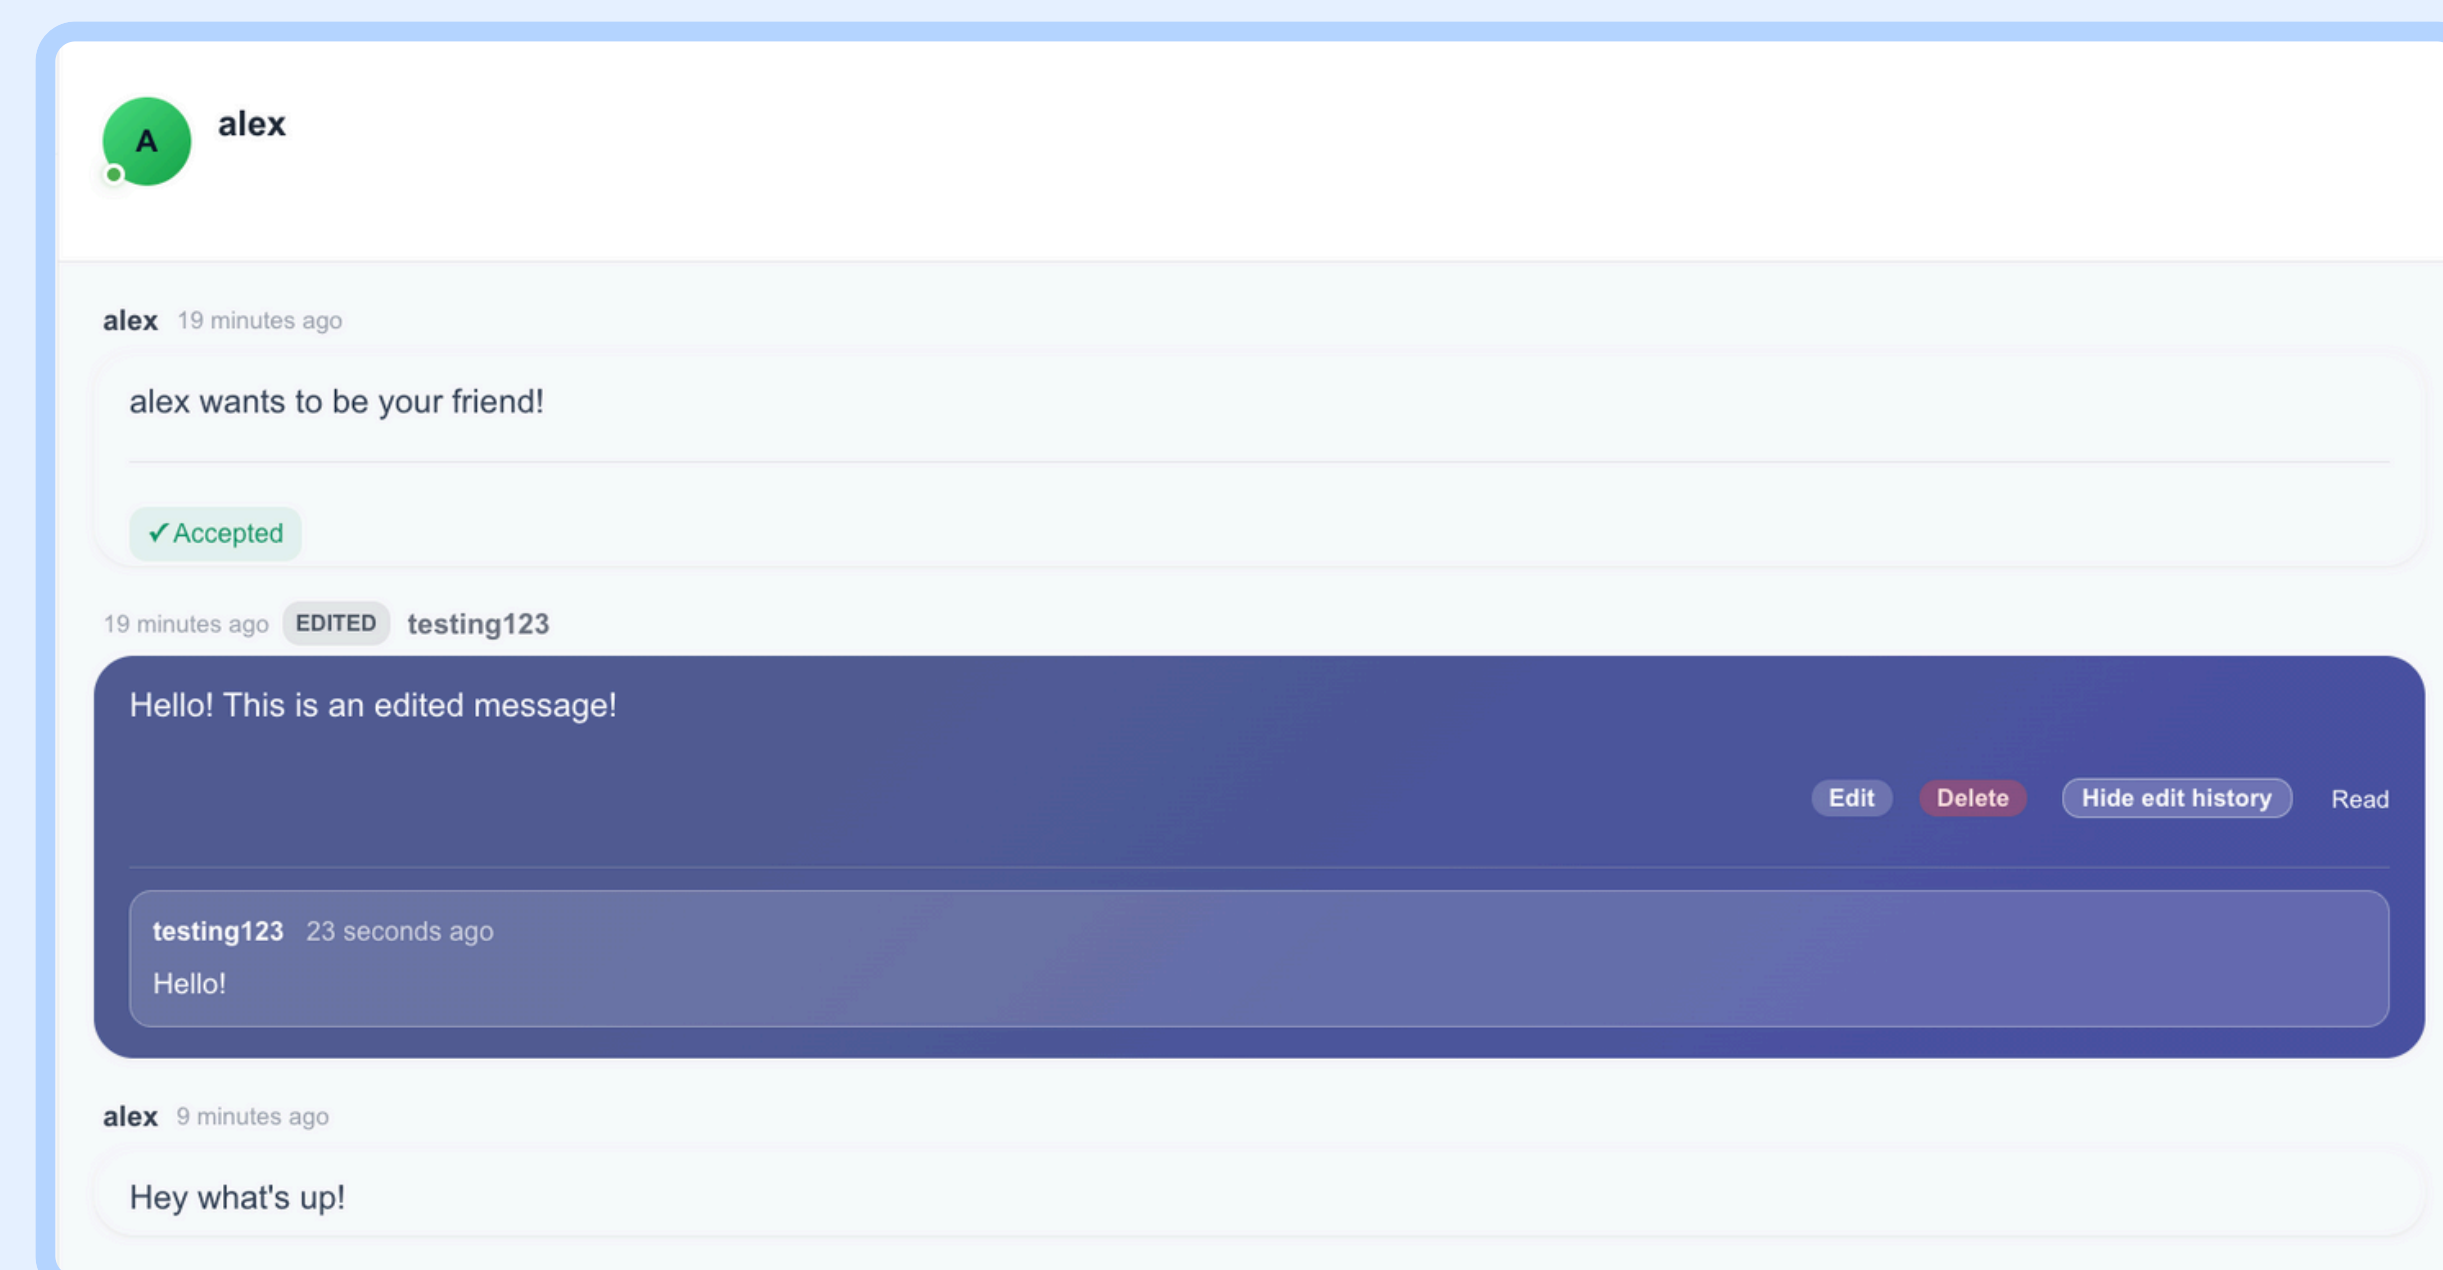 A
alex
alex 19 minutes ago
alex wants to be your friend!
✓Accepted
19 minutes ago EDITED testing123
Hello! This is an edited message!
Edit Delete Hide edit history Read
testing123 23 seconds ago
Hello!
alex 9 minutes ago
Hey what's up!